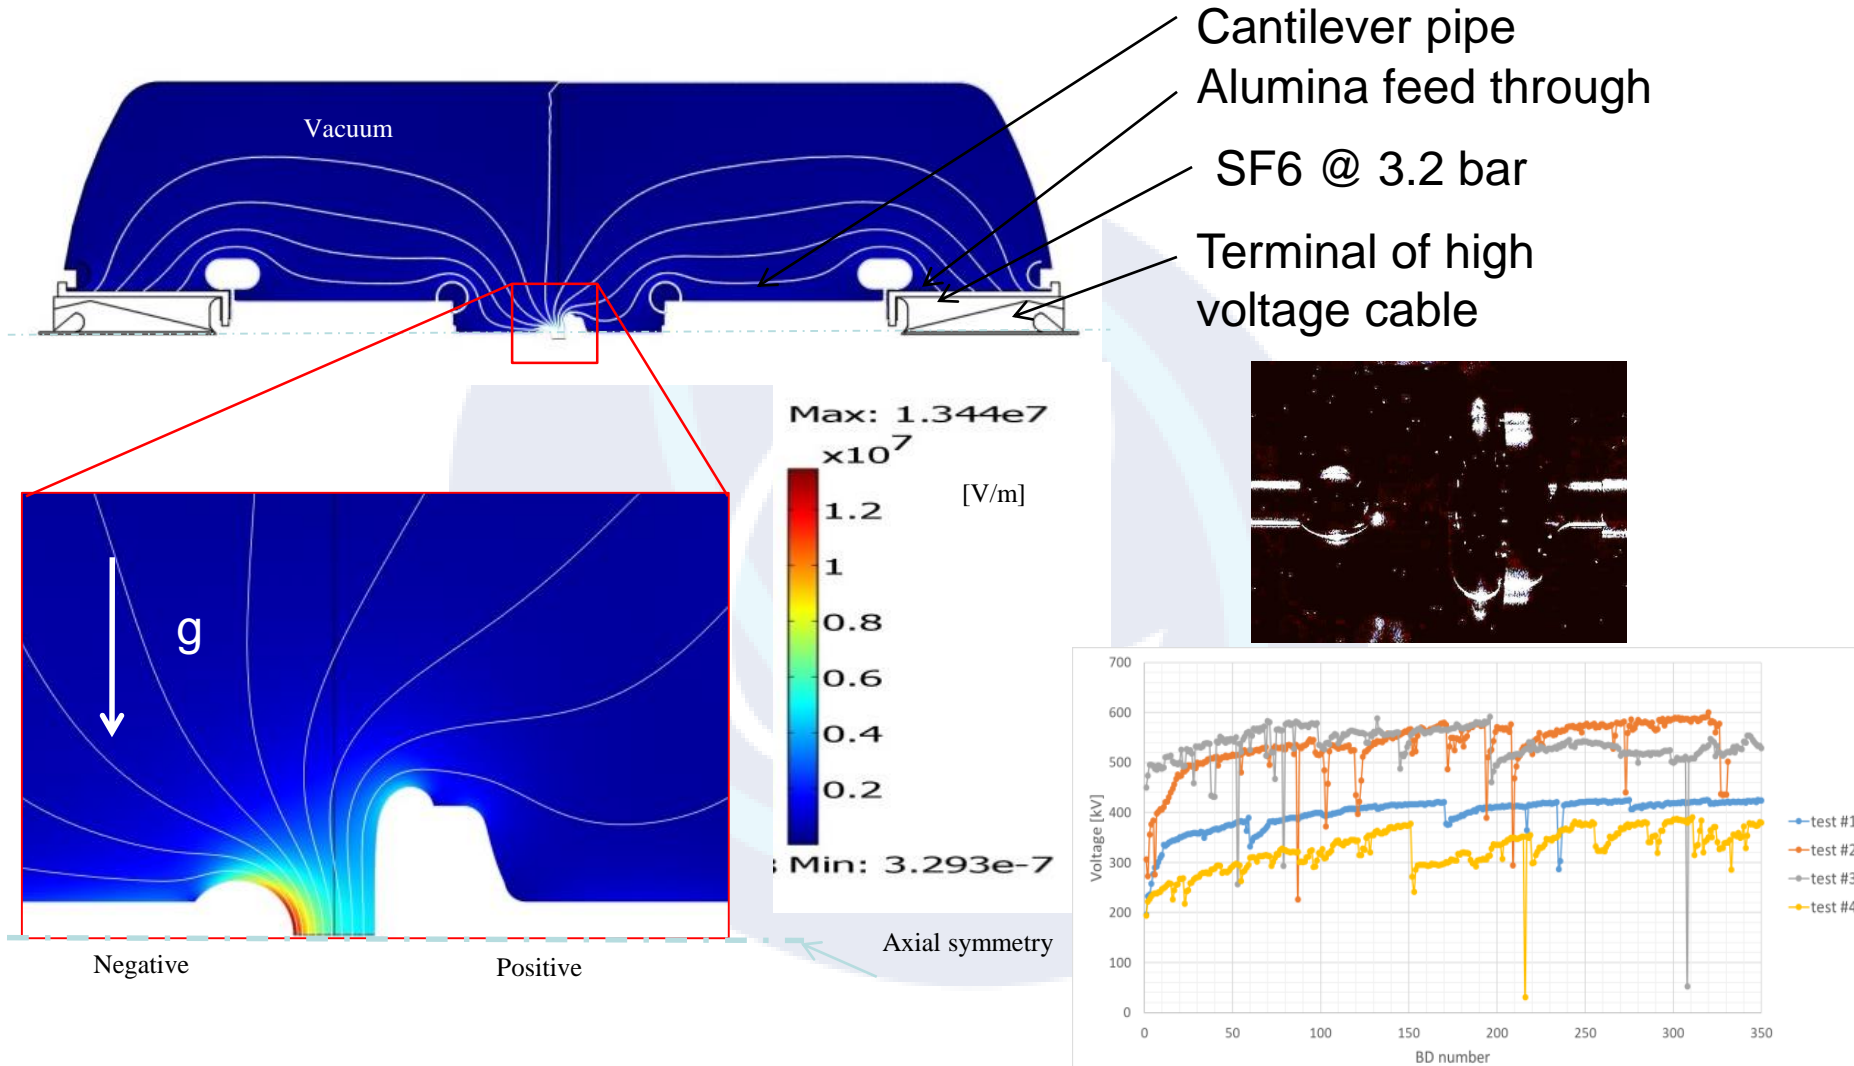 Cantilever pipe
Alumina feed through
SF6 @ 3.2 bar
Terminal of high
voltage cable
Vacuum
g
Negative
Positive
Axial symmetry
Max: 1.344e7
x10^7
[V/m]
1.2
1
0.8
0.6
0.4
0.2
Min: 3.293e-7
700
600
500
400
300
200
100
0
Voltage [kV]
0 50 100 150 200 250 300 350
BD number
test #1
test #2
test #3
test #4